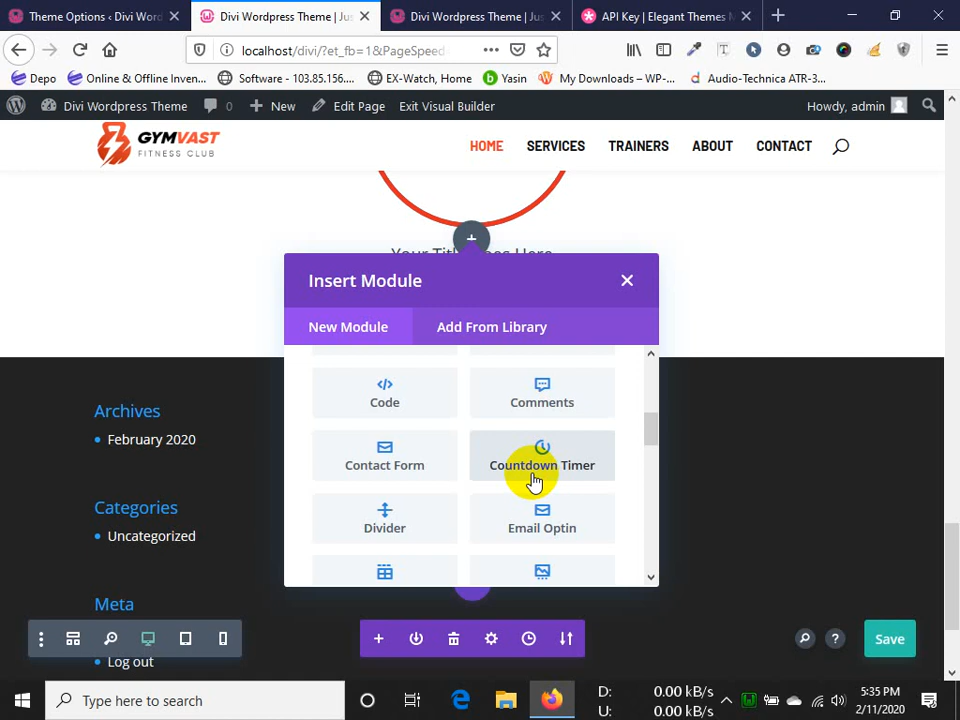 Theme Options ‹ Divi Word
Divi Wordpress Theme | Jus
Divi Wordpress Theme | Jus
API Key | Elegant Themes M
localhost/divi/?et_fb=1&PageSpeed
Depo
Online & Offline Inven...
Software - 103.85.156....
EX-Watch, Home
Yasin
My Downloads – WP-...
Audio-Technica ATR-3...
Divi Wordpress Theme
0
New
Edit Page
Exit Visual Builder
Howdy, admin
GYMVAST
FITNESS CLUB
HOME
SERVICES
TRAINERS
ABOUT
CONTACT
Insert Module
New Module
Add From Library
Code
Comments
Contact Form
Countdown Timer
Divider
Email Optin
Archives
February 2020
Categories
Uncategorized
Meta
Log out
Save
Type here to search
D: 0.00 kB/s
U: 0.00 kB/s
5:35 PM
2/11/2020